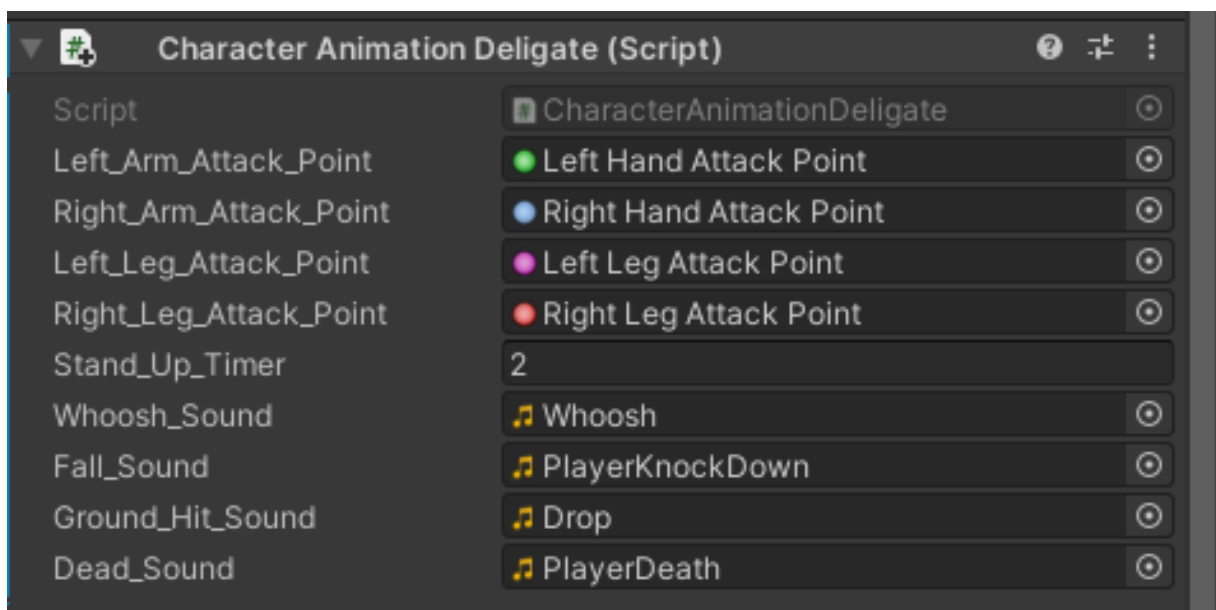 Character Animation Deligate (Script)
Script CharacterAnimationDeligate
Left_Arm_Attack_Point Left Hand Attack Point
Right_Arm_Attack_Point Right Hand Attack Point
Left_Leg_Attack_Point Left Leg Attack Point
Right_Leg_Attack_Point Right Leg Attack Point
Stand_Up_Timer 2
Whoosh_Sound Whoosh
Fall_Sound PlayerKnockDown
Ground_Hit_Sound Drop
Dead_Sound PlayerDeath